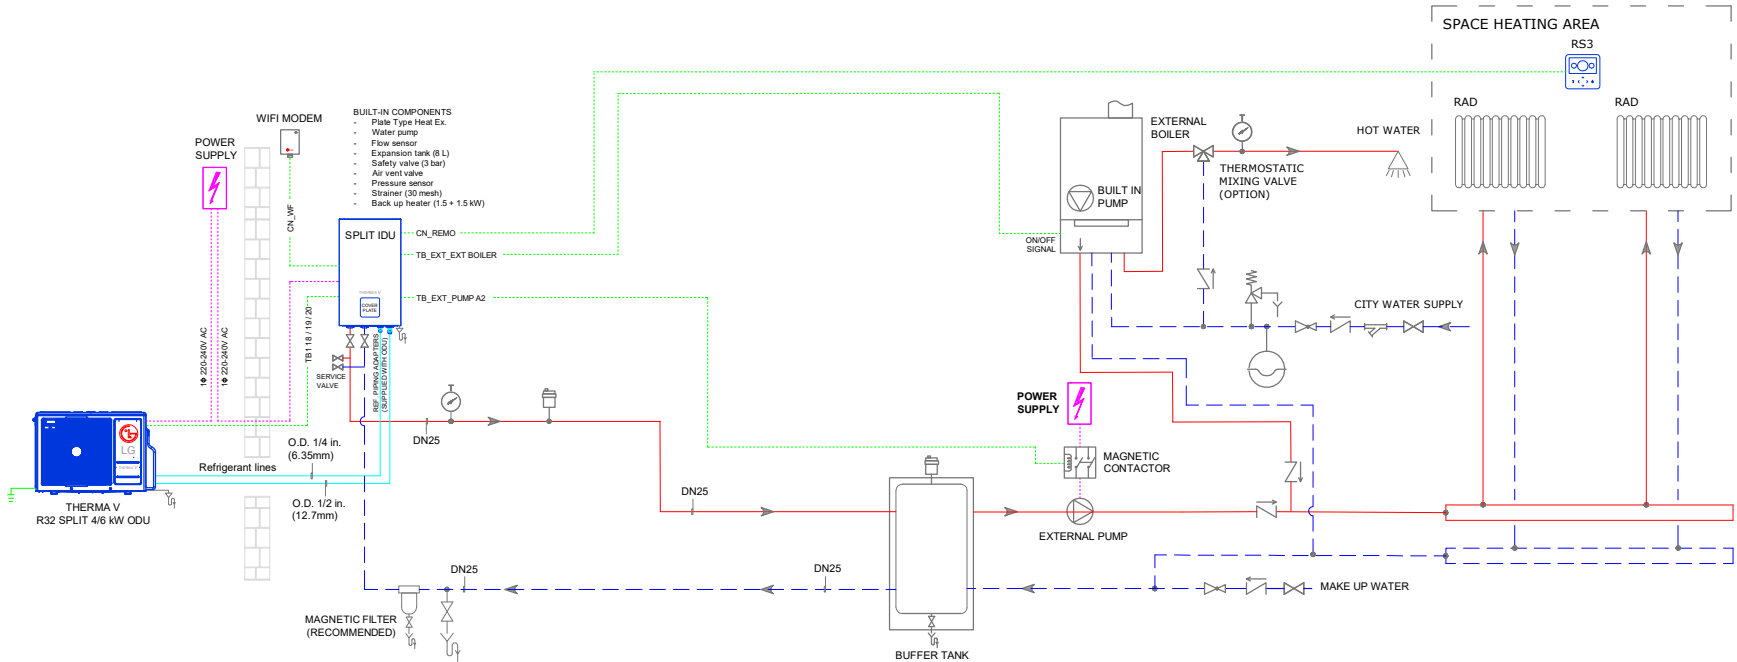 SPACE HEATING AREA
RS3
RAD
RAD
WIFI MODEM
POWER
SUPPLY
BUILT-IN COMPONENTS
- Plate Type Heat Ex.
- Water pump
- Flow sensor
- Expansion tank (8 L)
- Safety valve (3 bar)
- Air vent valve
- Pressure sensor
- Strainer (30 mesh)
- Back up heater (1.5 + 1.5 kW)
EXTERNAL
BOILER
HOT WATER
THERMOSTATIC
MIXING VALVE
(OPTION)
BUILT IN
PUMP
CN_WF
SPLIT IDU
CN_REMO
ON/OFF
SIGNAL
TB_EXT_EXT BOILER
THERMA V
COVER
PLATE
TB_EXT_PUMP A2
CITY WATER SUPPLY
1Φ 220-240V AC
1Φ 220-240V AC
TB1 18 / 19 / 20
SERVICE
VALVE
REF. PIPING ADAPTERS
(SUPPLIED WITH ODU)
POWER
SUPPLY
DN25
LG
THERMA V
O.D. 1/4 in.
(6.35mm)
Refrigerant lines
O.D. 1/2 in.
(12.7mm)
MAGNETIC
CONTACTOR
DN25
THERMA V
R32 SPLIT 4/6 kW ODU
EXTERNAL PUMP
DN25
DN25
MAKE UP WATER
MAGNETIC FILTER
(RECOMMENDED)
BUFFER TANK